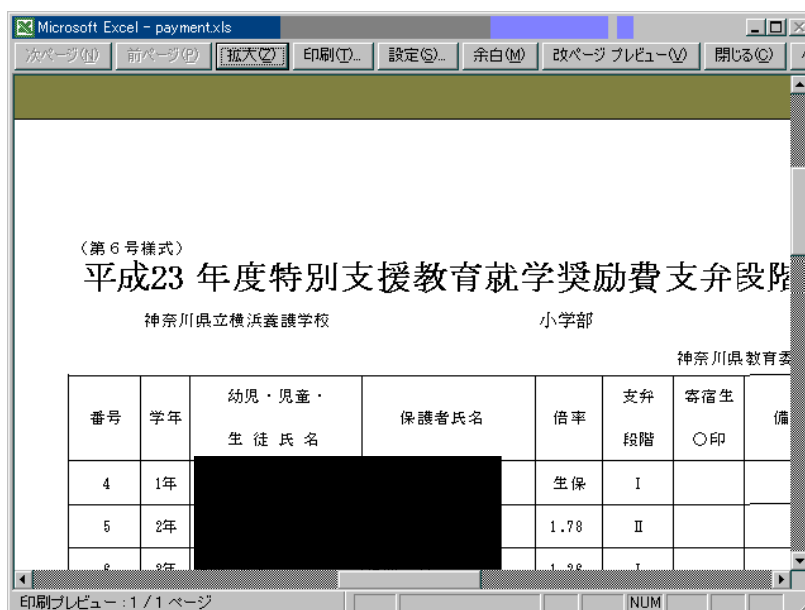 Microsoft Excel - payment.xls
次ページ(N) 前ページ(P) 拡大(Z) 印刷(T)... 設定(S)... 余白(M) 改ページ プレビュー(V) 閉じる(C)
(第6号様式)
平成23 年度特別支援教育就学奨励費支弁段階
神奈川県立横浜養護学校 小学部
神奈川県教育委
番号 学年 幼児・児童・生徒氏名 保護者氏名 倍率 支弁段階 寄宿生○印 備
4 1年 生保 I
5 2年 1.78 II
印刷プレビュー : 1 / 1 ページ NUM